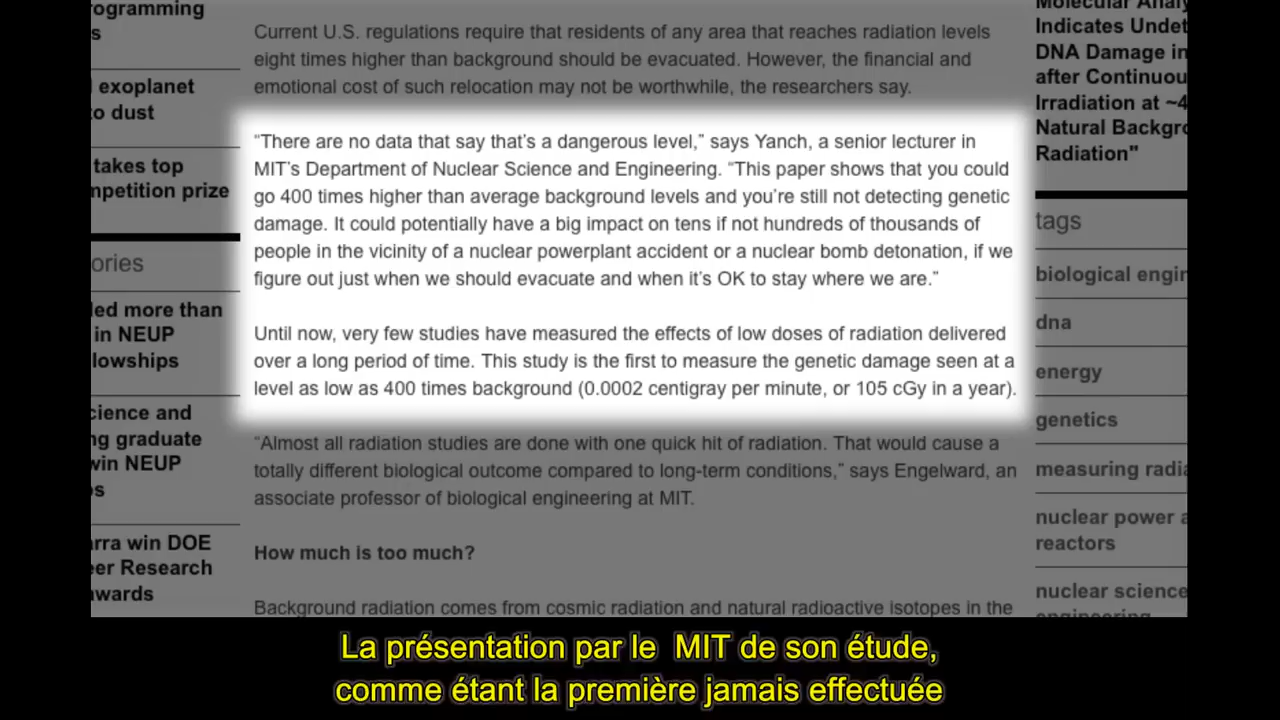 rogramming
s
exoplanet
to dust
takes top
mpetition prize
ories
led more than
in NEUP
llowships
cience and
ng graduate
win NEUP
os
arra win DOE
eer Research
awards
Current U.S. regulations require that residents of any area that reaches radiation levels
eight times higher than background should be evacuated. However, the financial and
emotional cost of such relocation may not be worthwhile, the researchers say.
“There are no data that say that’s a dangerous level,” says Yanch, a senior lecturer in
MIT’s Department of Nuclear Science and Engineering. “This paper shows that you could
go 400 times higher than average background levels and you’re still not detecting genetic
damage. It could potentially have a big impact on tens if not hundreds of thousands of
people in the vicinity of a nuclear powerplant accident or a nuclear bomb detonation, if we
figure out just when we should evacuate and when it’s OK to stay where we are.”
Until now, very few studies have measured the effects of low doses of radiation delivered
over a long period of time. This study is the first to measure the genetic damage seen at a
level as low as 400 times background (0.0002 centigray per minute, or 105 cGy in a year).
“Almost all radiation studies are done with one quick hit of radiation. That would cause a
totally different biological outcome compared to long-term conditions,” says Engelward, an
associate professor of biological engineering at MIT.
How much is too much?
Background radiation comes from cosmic radiation and natural radioactive isotopes in the
Molecular Analy
Indicates Undet
DNA Damage in
after Continuou
Irradiation at ~4
Natural Backgro
Radiation"
tags
biological engin
dna
energy
genetics
measuring radia
nuclear power a
reactors
nuclear science
engineering
La présentation par le MIT de son étude,
comme étant la première jamais effectuée